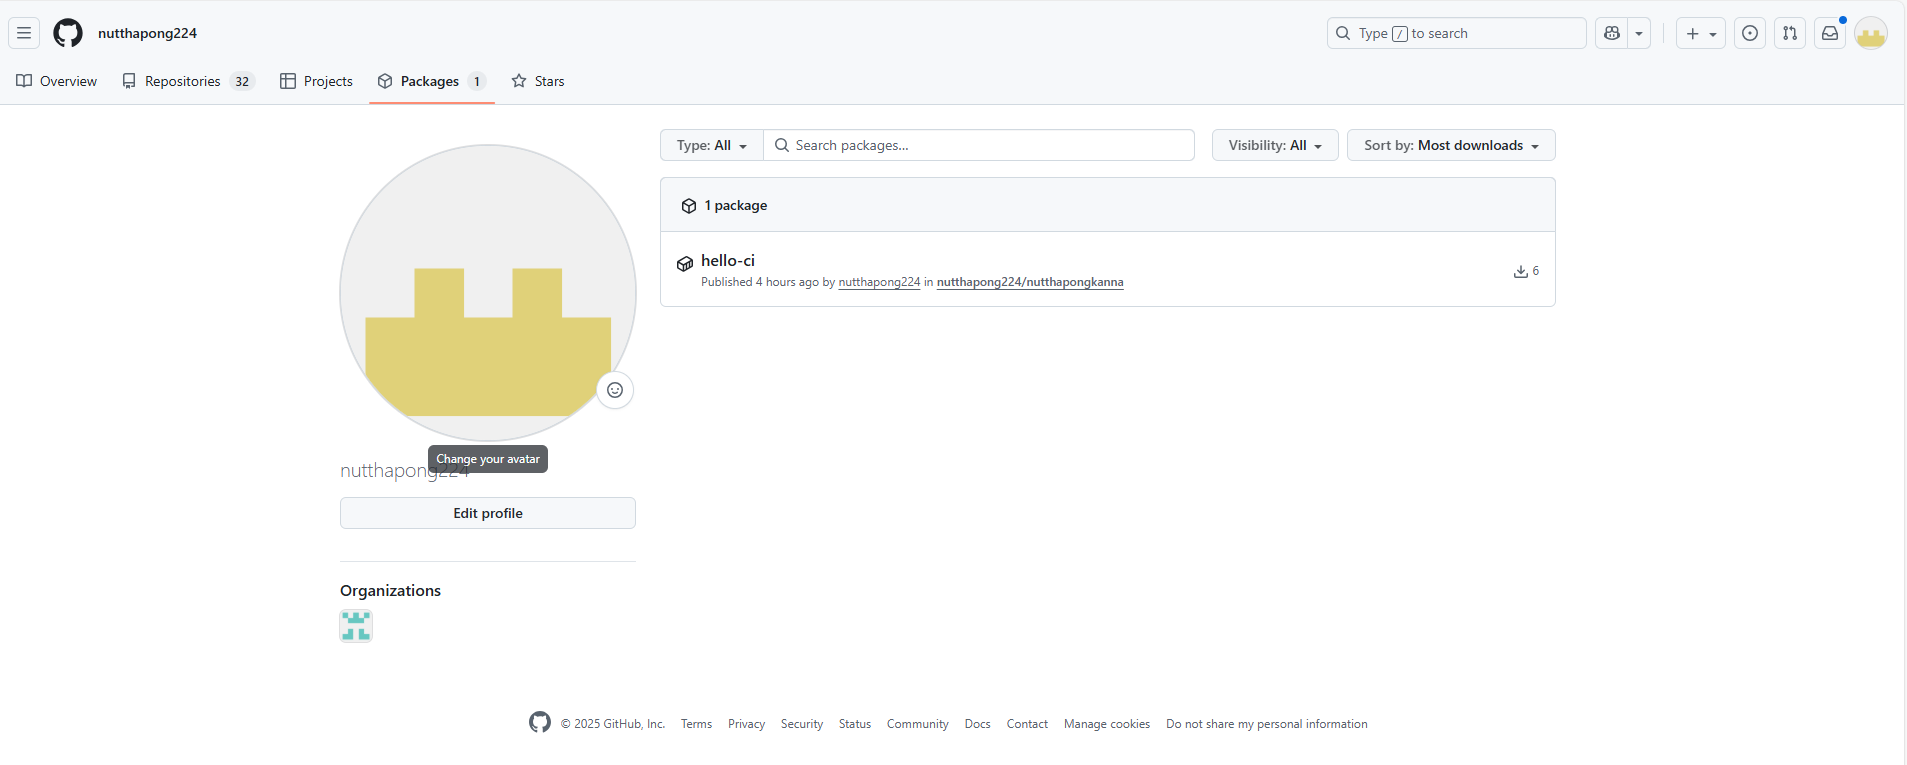 nutthapong224
Type / to search
Overview
Repositories 32
Projects
Packages 1
Stars
Type: All
Search packages...
Visibility: All
Sort by: Most downloads
1 package
hello-ci
Published 4 hours ago by nutthapong224 in nutthapong224/nutthapongkanna
6
Change your avatar
nutthapong224
Edit profile
Organizations
© 2025 GitHub, Inc. Terms Privacy Security Status Community Docs Contact Manage cookies Do not share my personal information